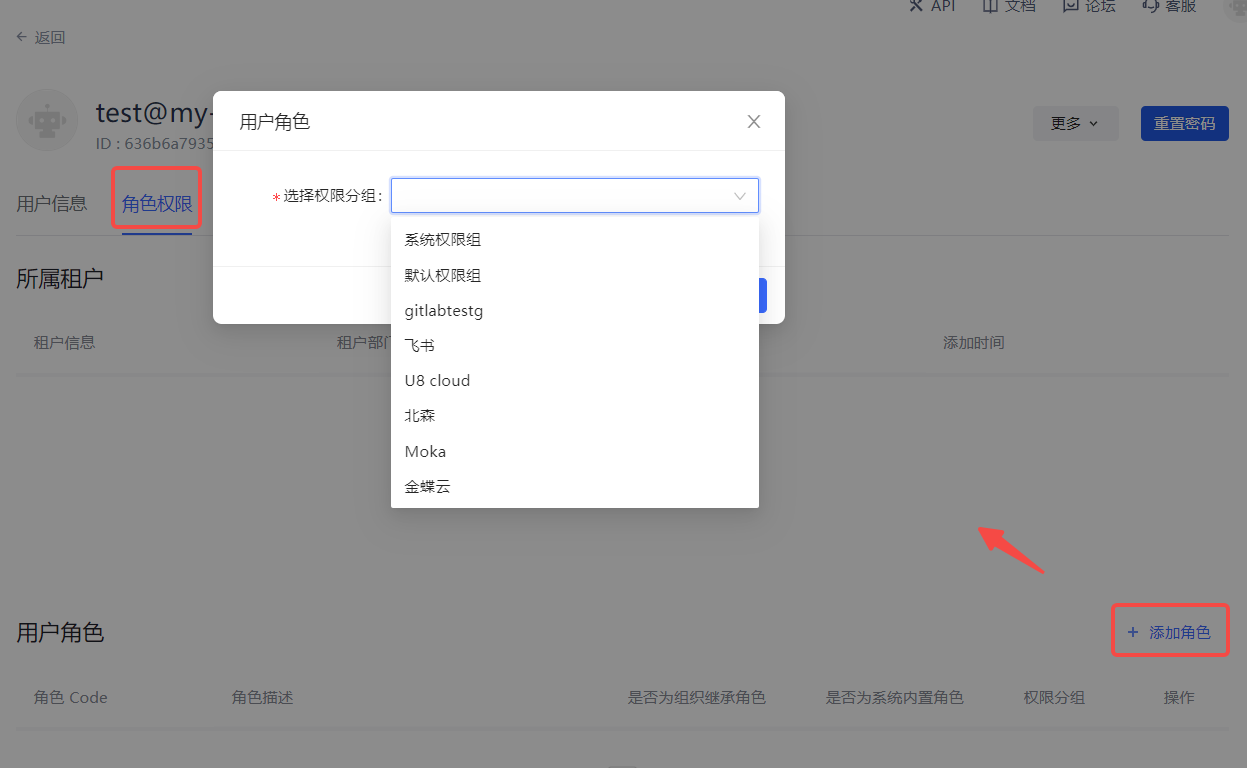 API 文档 论坛 客服
返回
test@my-
ID : 636b6a7935
更多 重置密码
用户信息 角色权限
所属租户
租户信息 租户部门 添加时间
用户角色
*选择权限分组：
系统权限组
默认权限组
gitlabtestg
飞书
U8 cloud
北森
Moka
金蝶云
用户角色
+ 添加角色
角色 Code 角色描述 是否为组织继承角色 是否为系统内置角色 权限分组 操作